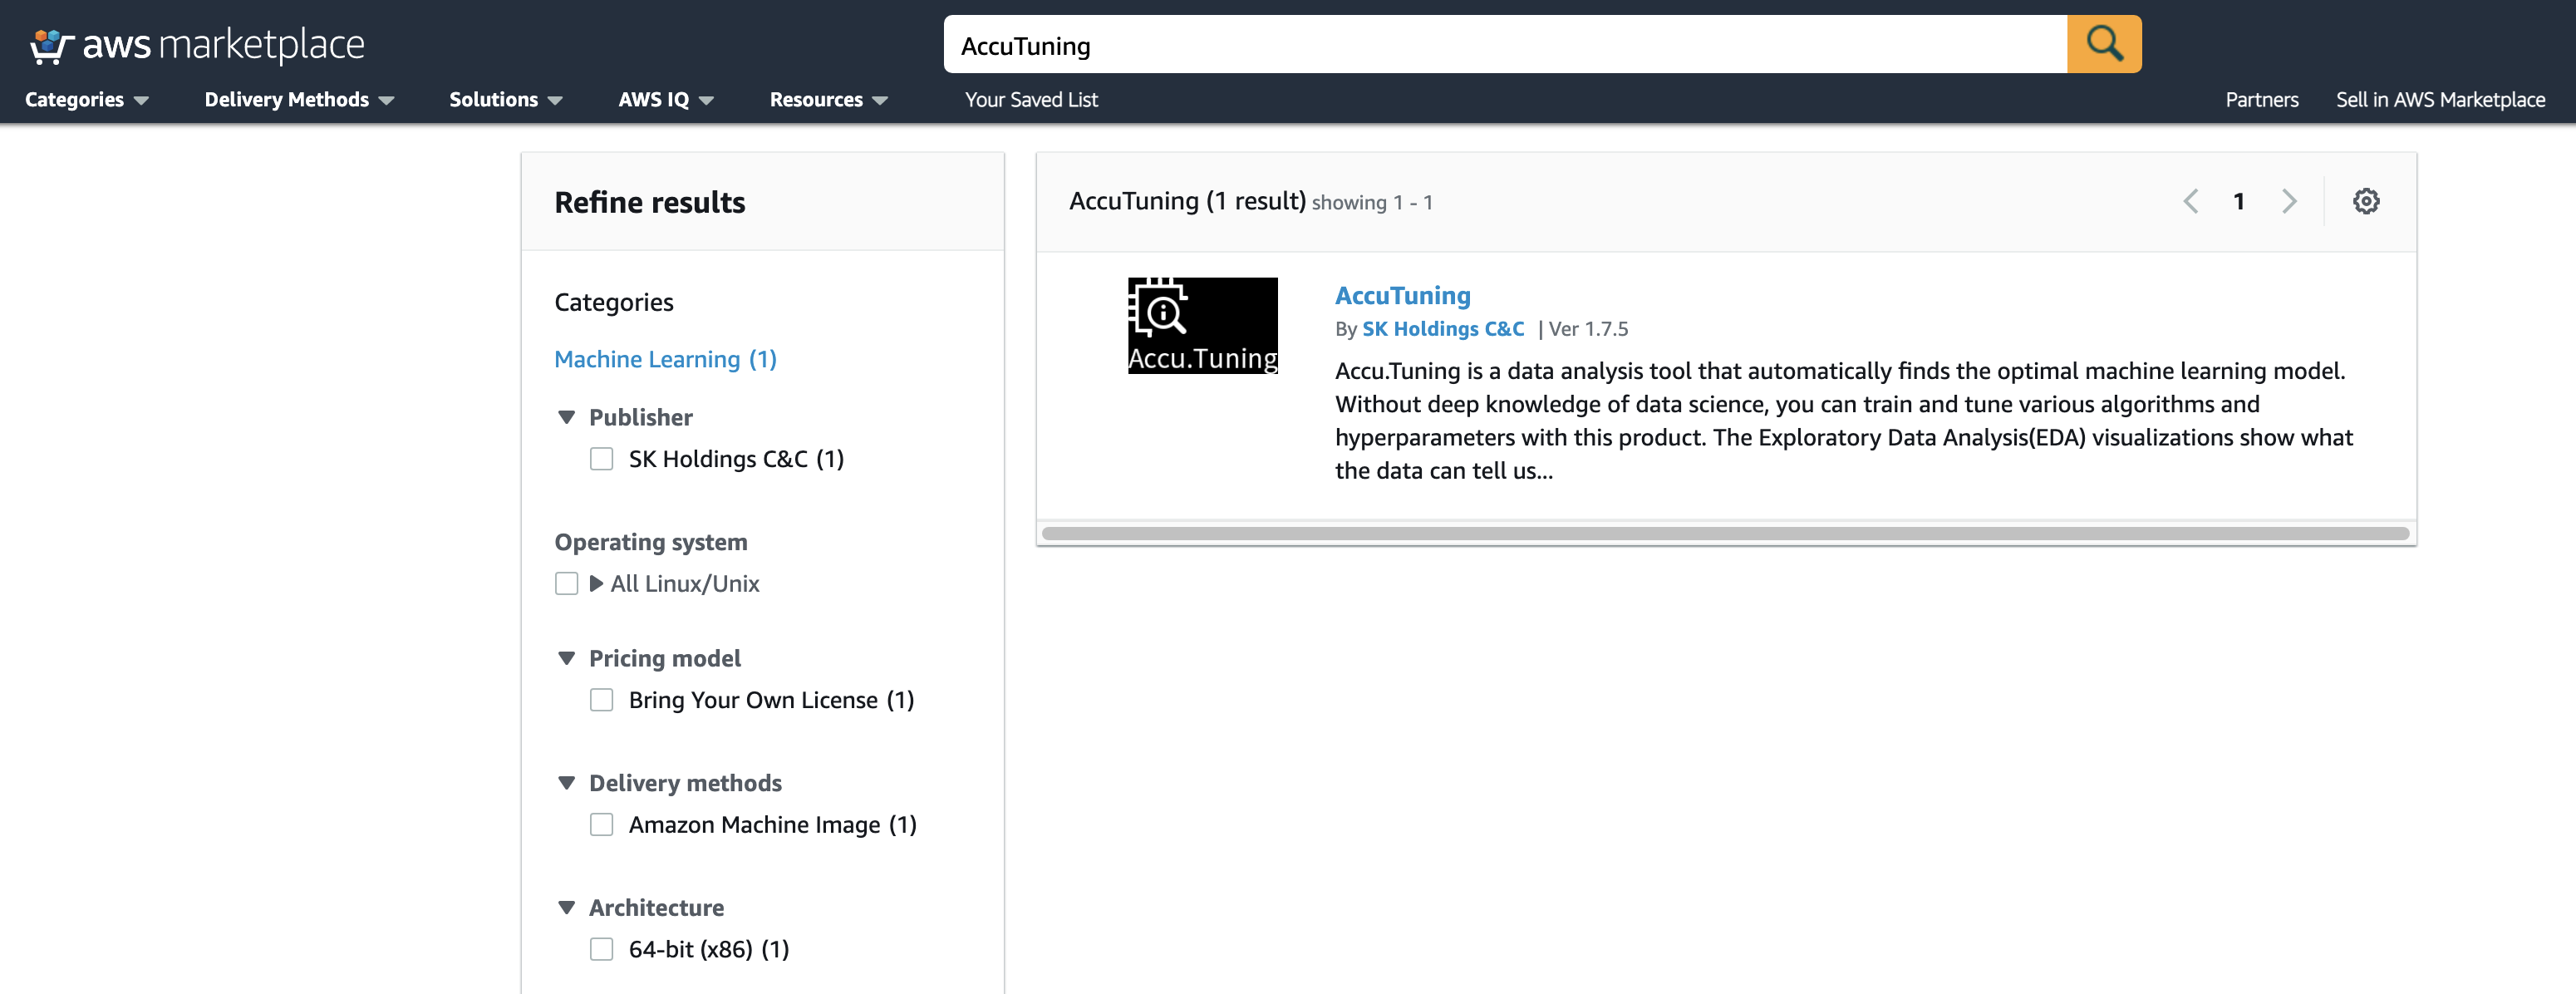 aws marketplace
AccuTuning
Categories
Delivery Methods
Solutions
AWS IQ
Resources
Your Saved List
Partners
Sell in AWS Marketplace
Refine results
Categories
Machine Learning (1)
Publisher
SK Holdings C&C (1)
Operating system
All Linux/Unix
Pricing model
Bring Your Own License (1)
Delivery methods
Amazon Machine Image (1)
Architecture
64-bit (x86) (1)
AccuTuning (1 result) showing 1 - 1
1
Accu.Tuning
AccuTuning
By SK Holdings C&C | Ver 1.7.5
Accu.Tuning is a data analysis tool that automatically finds the optimal machine learning model.
Without deep knowledge of data science, you can train and tune various algorithms and
hyperparameters with this product. The Exploratory Data Analysis(EDA) visualizations show what
the data can tell us...